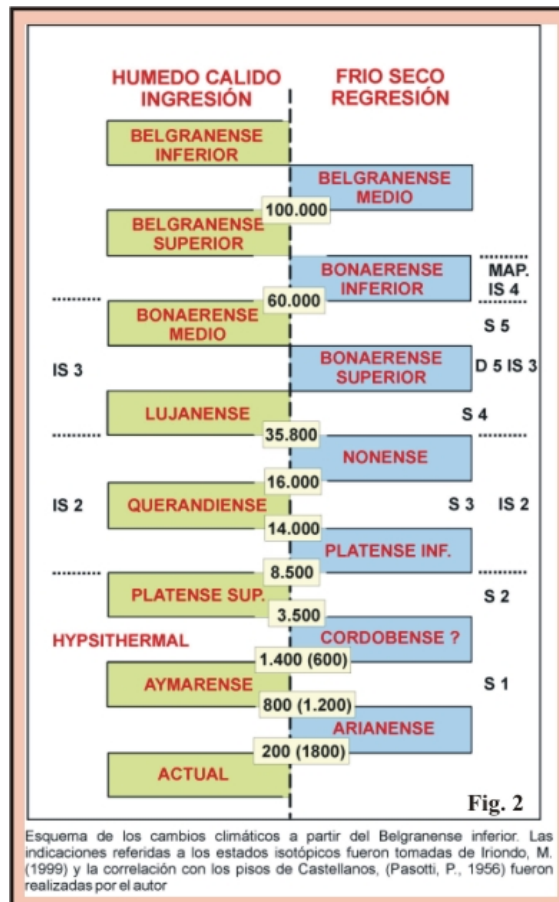 HUMEDO CALIDO
INGRESIÓN
FRIO SECO
REGRESIÓN
BELGRANENSE
INFERIOR
BELGRANENSE
MEDIO
100.000
BELGRANENSE
SUPERIOR
BONAERENSE
INFERIOR
MAP.
IS 4
60.000
BONAERENSE
MEDIO
S 5
IS 3
BONAERENSE
SUPERIOR
D 5 IS 3
LUJANENSE
S 4
35.800
NONENSE
16.000
IS 2
QUERANDIENSE
S 3 IS 2
14.000
PLATENSE INF.
8.500
PLATENSE SUP.
S 2
3.500
HYPSITHERMAL
CORDOBENSE ?
1.400 (600)
AYMARENSE
S 1
800 (1.200)
ARIANENSE
200 (1800)
ACTUAL
Fig. 2
Esquema de los cambios climáticos a partir del Belgranense inferior. Las
indicaciones referidas a los estados isotópicos fueron tomadas de Iriondo, M.
(1999) y la correlación con los pisos de Castellanos, (Pasotti, P., 1956) fueron
realizadas por el autor